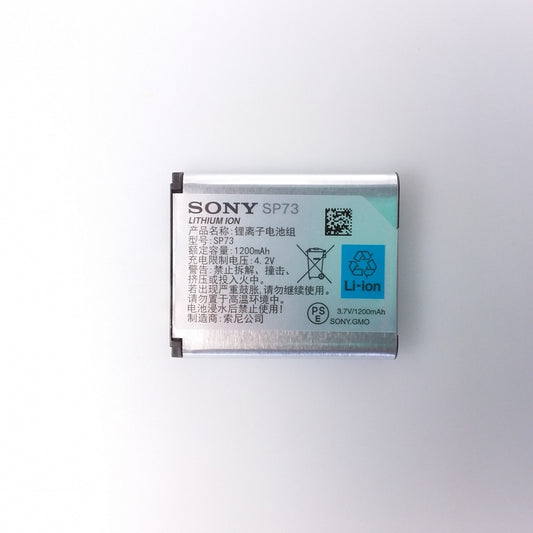 SONY SP73
LITHIUM ION
产品名称:锂离子电池组
型号:SP73
额定容量:1200mAh
充电限制电压:4.2V
警告:禁止拆解、撞击、
挤压或投入火中。
若出现严重鼓胀,请勿继续使用。
请勿置于高温环境中。
电池浸水后禁止使用!
制造商:索尼公司
Li-ion
PS
E
3.7V/1200mAh
SONY.GMO